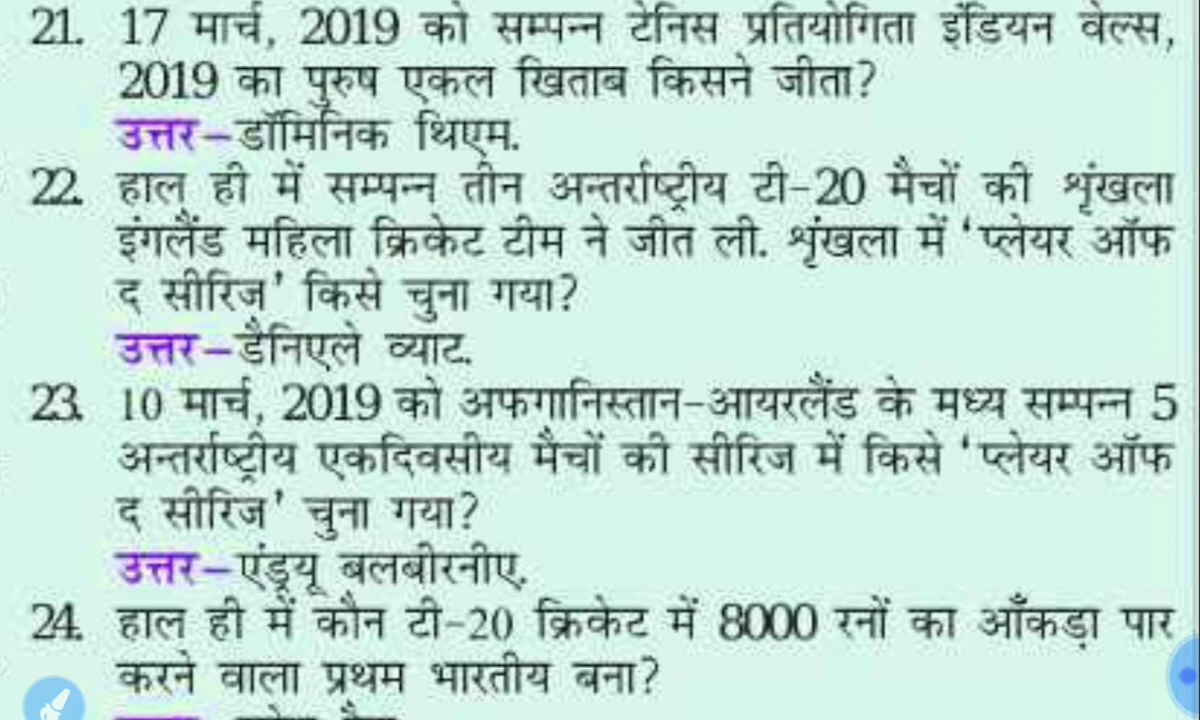 21. 17 मार्च, 2019 को सम्पन्न टेनिस प्रतियोगिता इंडियन वेल्स,
2019 का पुरुष एकल खिताब किसने जीता?
उत्तर–डॉमिनिक थिएम.
22. हाल ही में सम्पन्न तीन अन्तर्राष्ट्रीय टी-20 मैचों की शृंखला
इंगलैंड महिला क्रिकेट टीम ने जीत ली. शृंखला में ‘प्लेयर ऑफ
द सीरिज’ किसे चुना गया?
उत्तर–डैनिएले व्याट.
23. 10 मार्च, 2019 को अफगानिस्तान-आयरलैंड के मध्य सम्पन्न 5
अन्तर्राष्ट्रीय एकदिवसीय मैचों की सीरिज में किसे ‘प्लेयर ऑफ
द सीरिज’ चुना गया?
उत्तर–एंड्रयू बलबीरनीए.
24. हाल ही में कौन टी-20 क्रिकेट में 8000 रनों का आँकड़ा पार
करने वाला प्रथम भारतीय बना?